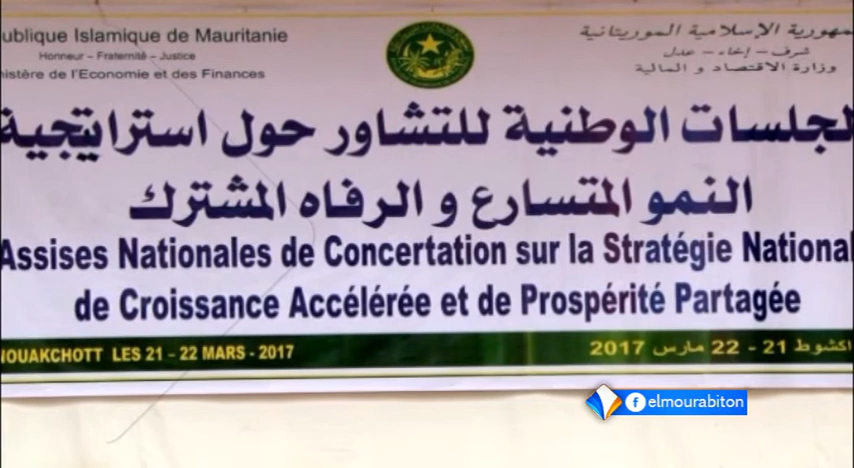 ublique Islamique de Mauritanie
Honneur – Fraternité – Justice
nistère de l'Economie et des Finances
مهورية الإسلامية الموريتانية
شرف - إخاء - عدل
وزارة الاقتصاد و المالية
لجلسات الوطنية للتشاور حول استراتيجية
النمو المتسارع و الرفاه المشترك
Assises Nationales de Concertation sur la Stratégie National
de Croissance Accélérée et de Prospérité Partagée
NOUAKCHOTT LES 21 – 22 MARS - 2017
اكشوط 21 - 22 مارس 2017
elmourabiton